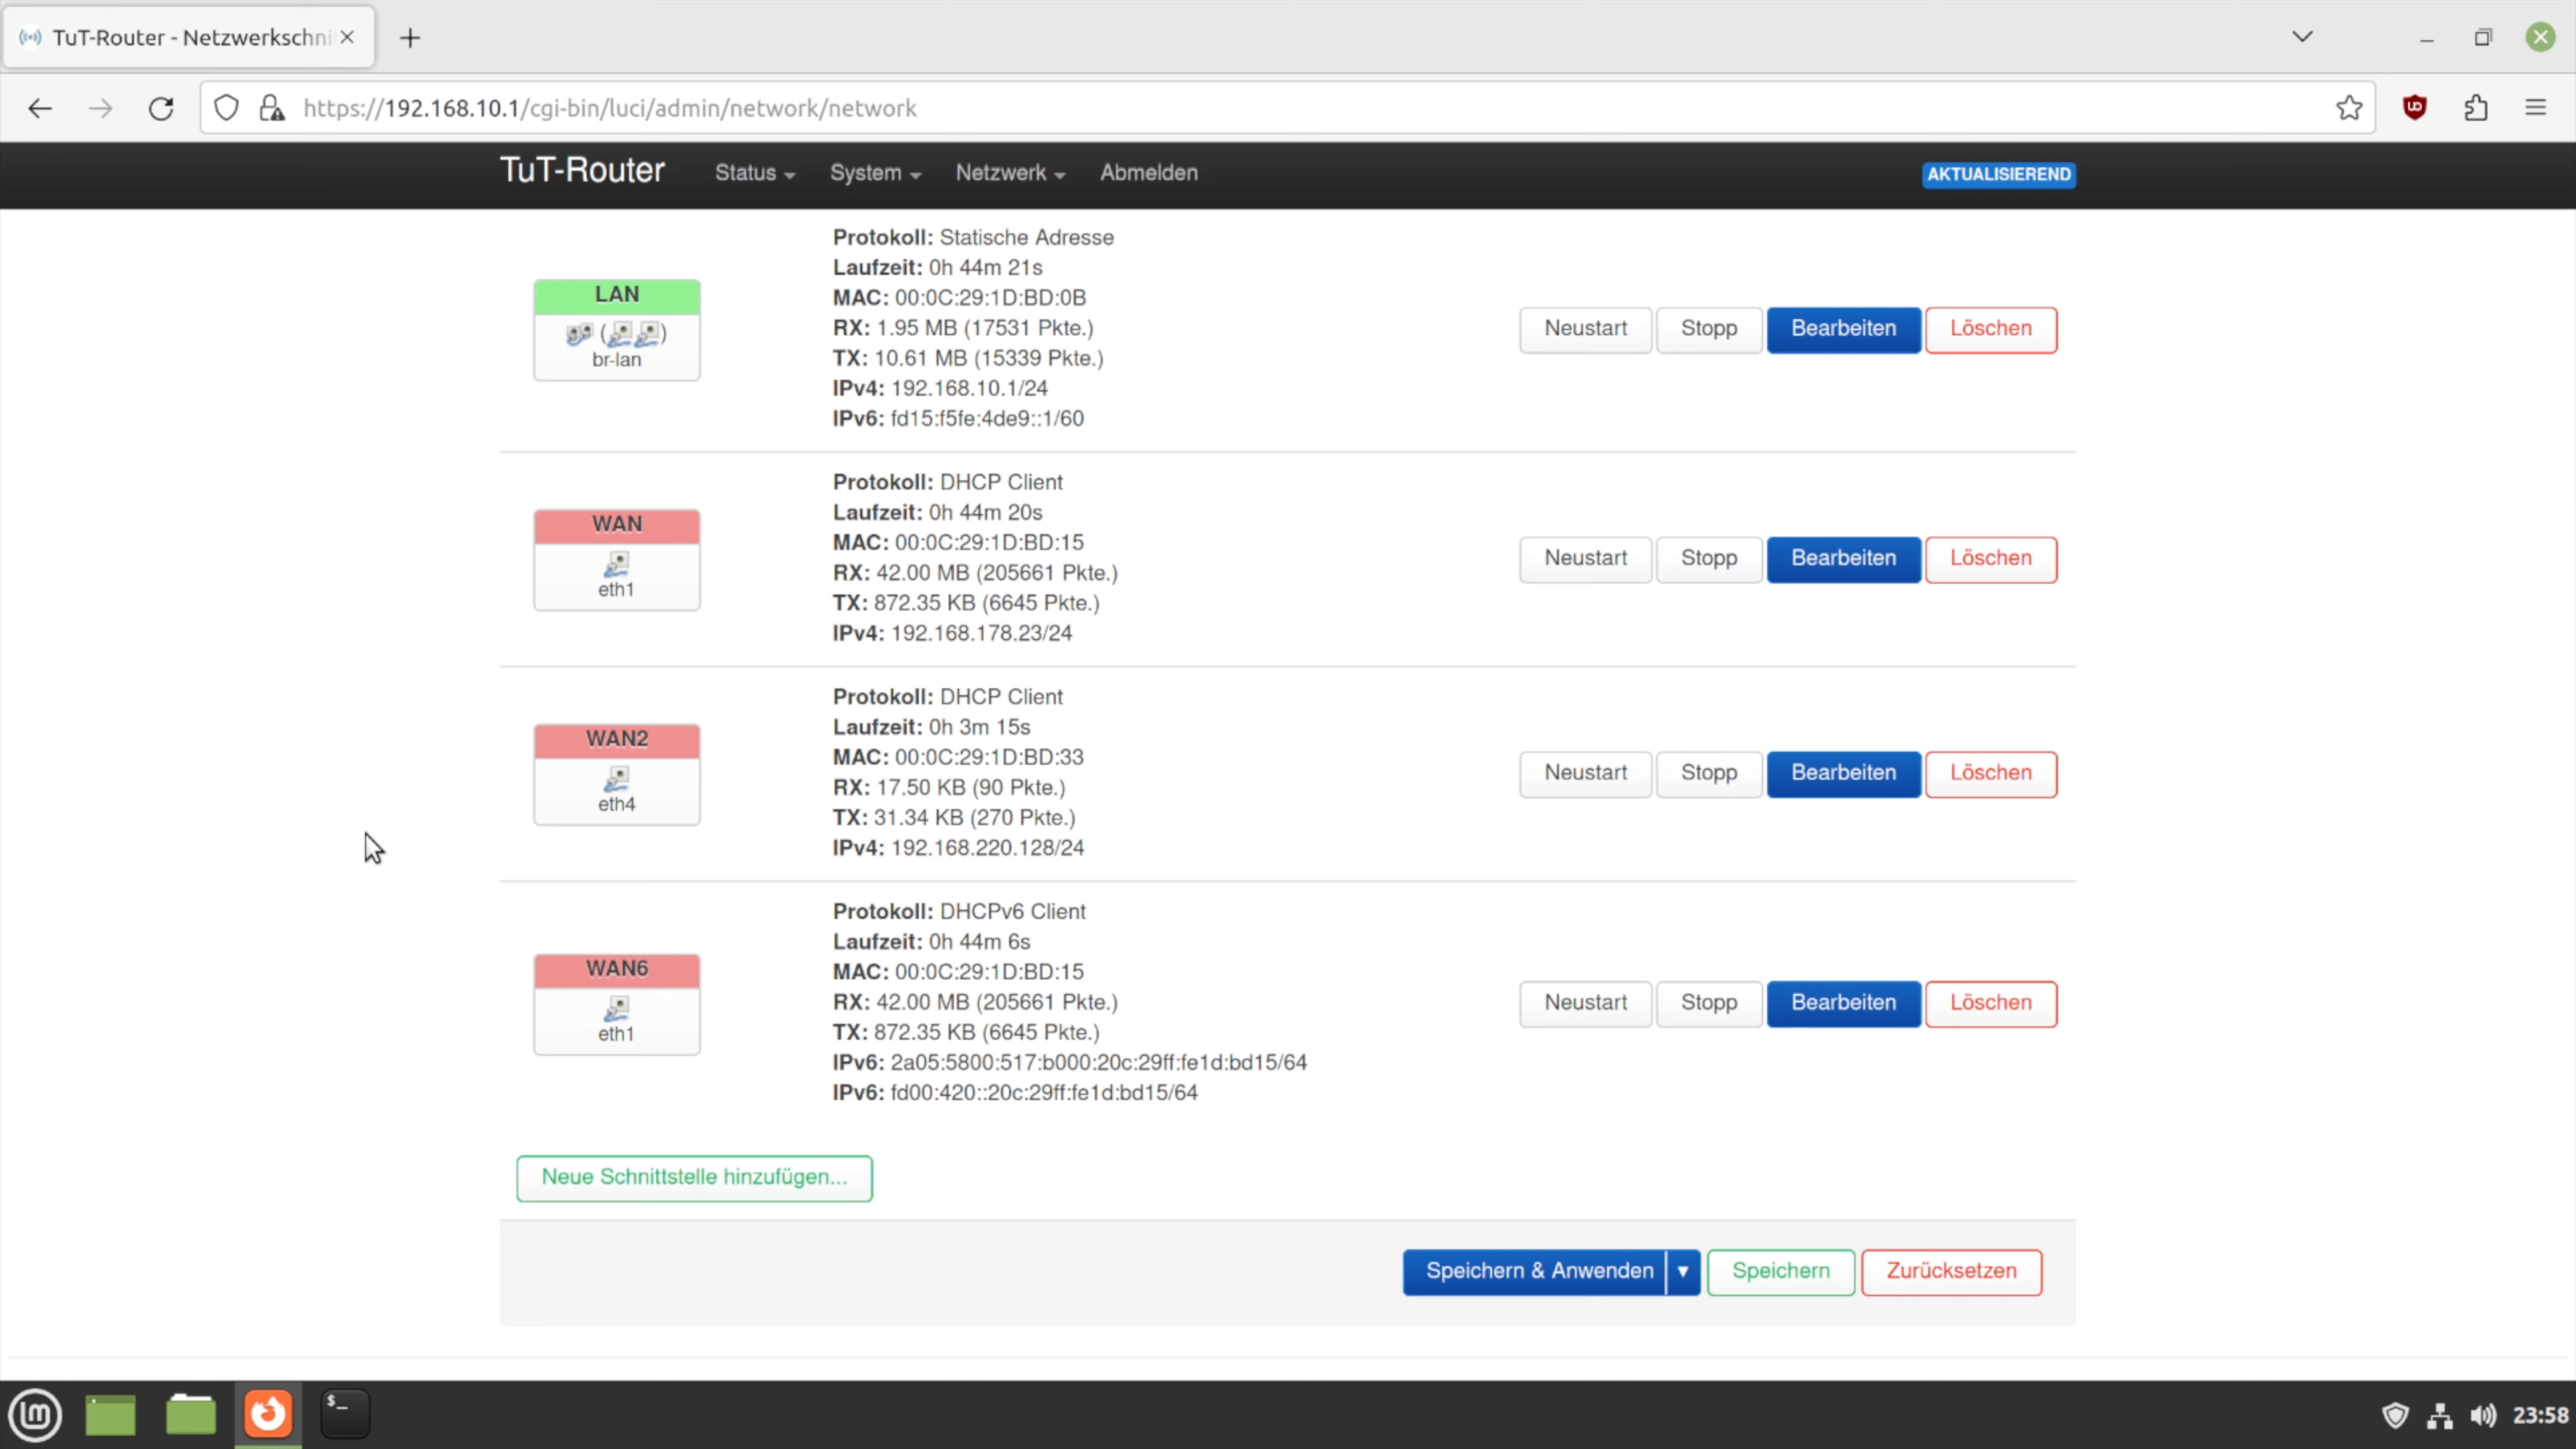 TuT-Router - Netzwerkschni
https://192.168.10.1/cgi-bin/luci/admin/network/network
TuT-Router Status System Netzwerk Abmelden AKTUALISIEREND
LAN
br-lan
Protokoll: Statische Adresse
Laufzeit: 0h 44m 21s
MAC: 00:0C:29:1D:BD:0B
RX: 1.95 MB (17531 Pkte.)
TX: 10.61 MB (15339 Pkte.)
IPv4: 192.168.10.1/24
IPv6: fd15:f5fe:4de9::1/60
Neustart Stopp Bearbeiten Löschen
WAN
eth1
Protokoll: DHCP Client
Laufzeit: 0h 44m 20s
MAC: 00:0C:29:1D:BD:15
RX: 42.00 MB (205661 Pkte.)
TX: 872.35 KB (6645 Pkte.)
IPv4: 192.168.178.23/24
Neustart Stopp Bearbeiten Löschen
WAN2
eth4
Protokoll: DHCP Client
Laufzeit: 0h 3m 15s
MAC: 00:0C:29:1D:BD:33
RX: 17.50 KB (90 Pkte.)
TX: 31.34 KB (270 Pkte.)
IPv4: 192.168.220.128/24
Neustart Stopp Bearbeiten Löschen
WAN6
eth1
Protokoll: DHCPv6 Client
Laufzeit: 0h 44m 6s
MAC: 00:0C:29:1D:BD:15
RX: 42.00 MB (205661 Pkte.)
TX: 872.35 KB (6645 Pkte.)
IPv6: 2a05:5800:517:b000:20c:29ff:fe1d:bd15/64
IPv6: fd00:420::20c:29ff:fe1d:bd15/64
Neustart Stopp Bearbeiten Löschen
Neue Schnittstelle hinzufügen...
Speichern & Anwenden Speichern Zurücksetzen
$_
23:58